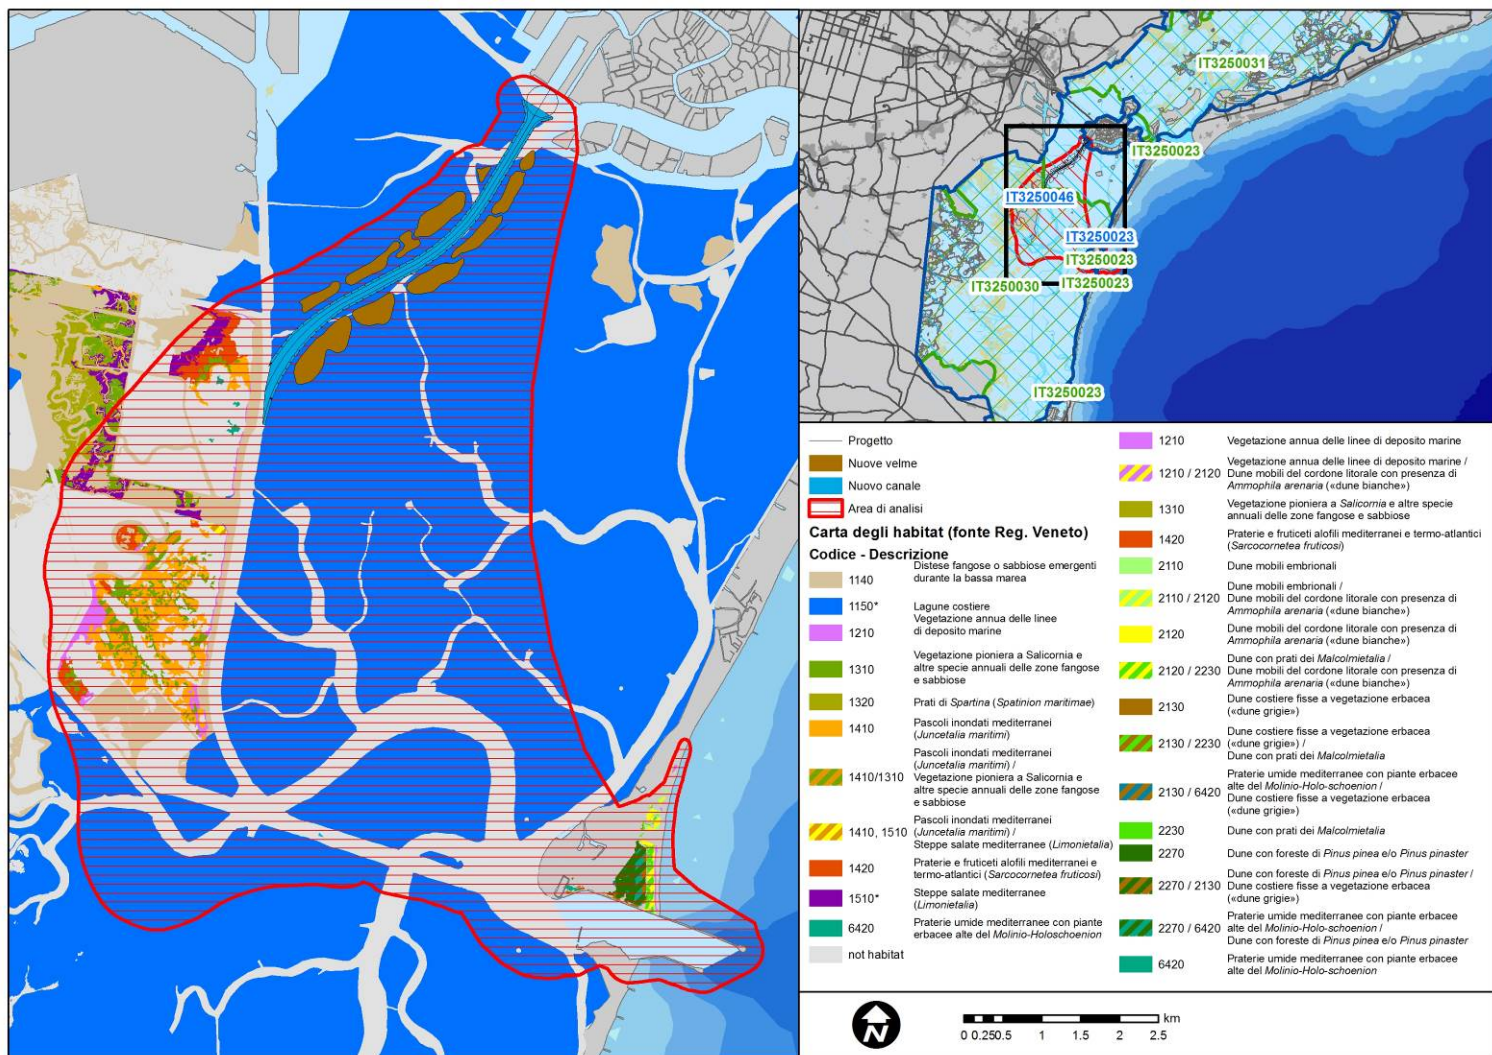 IT3250031
IT3250023
IT3250046
IT3250023
IT3250023
IT3250030
IT3250023
IT3250023
Progetto
Nuove velme
Nuovo canale
Area di analisi
Carta degli habitat (fonte Reg. Veneto)
Codice - Descrizione
1140 Distese fangose o sabbiose emergenti
durante la bassa marea
1150* Lagune costiere
1210 Vegetazione annua delle linee
di deposito marine
1310 Vegetazione pioniera a Salicornia e
altre specie annuali delle zone fangose
e sabbiose
1320 Prati di Spartina (Spatinion maritimae)
1410 Pascoli inondati mediterranei
(Juncetalia maritimi)
1410/1310 Pascoli inondati mediterranei
(Juncetalia maritimi) /
Vegetazione pioniera a Salicornia e
altre specie annuali delle zone fangose
e sabbiose
1410, 1510 Pascoli inondati mediterranei
(Juncetalia maritimi) /
Steppe salate mediterranee (Limonietalia)
1420 Praterie e fruticeti alofili mediterranei e
termo-atlantici (Sarcocornetea fruticosi)
1510* Steppe salate mediterranee
(Limonietalia)
6420 Praterie umide mediterranee con piante
erbacee alte del Molinio-Holoschoenion
not habitat
1210 Vegetazione annua delle linee di deposito marine
1210 / 2120 Vegetazione annua delle linee di deposito marine /
Dune mobili del cordone litorale con presenza di
Ammophila arenaria («dune bianche»)
1310 Vegetazione pioniera a Salicornia e altre specie
annuali delle zone fangose e sabbiose
1420 Praterie e fruticeti alofili mediterranei e termo-atlantici
(Sarcocornetea fruticosi)
2110 Dune mobili embrionali
2110 / 2120 Dune mobili embrionali /
Dune mobili del cordone litorale con presenza di
Ammophila arenaria («dune bianche»)
2120 Dune mobili del cordone litorale con presenza di
Ammophila arenaria («dune bianche»)
2120 / 2230 Dune con prati dei Malcolmietalia /
Dune mobili del cordone litorale con presenza di
Ammophila arenaria («dune bianche»)
2130 Dune costiere fisse a vegetazione erbacea
(«dune grigie»)
2130 / 2230 Dune costiere fisse a vegetazione erbacea
(«dune grigie») /
Dune con prati dei Malcolmietalia
2130 / 6420 Praterie umide mediterranee con piante erbacee
alte del Molinio-Holo-schoenion /
Dune costiere fisse a vegetazione erbacea
(«dune grigie»)
2230 Dune con prati dei Malcolmietalia
2270 Dune con foreste di Pinus pinea e/o Pinus pinaster
2270 / 2130 Dune con foreste di Pinus pinea e/o Pinus pinaster /
Dune costiere fisse a vegetazione erbacea
(«dune grigie»)
2270 / 6420 Praterie umide mediterranee con piante erbacee
alte del Molinio-Holo-schoenion /
Dune con foreste di Pinus pinea e/o Pinus pinaster
6420 Praterie umide mediterranee con piante erbacee
alte del Molinio-Holo-schoenion
N
km
0 0.250.5 1 1.5 2 2.5